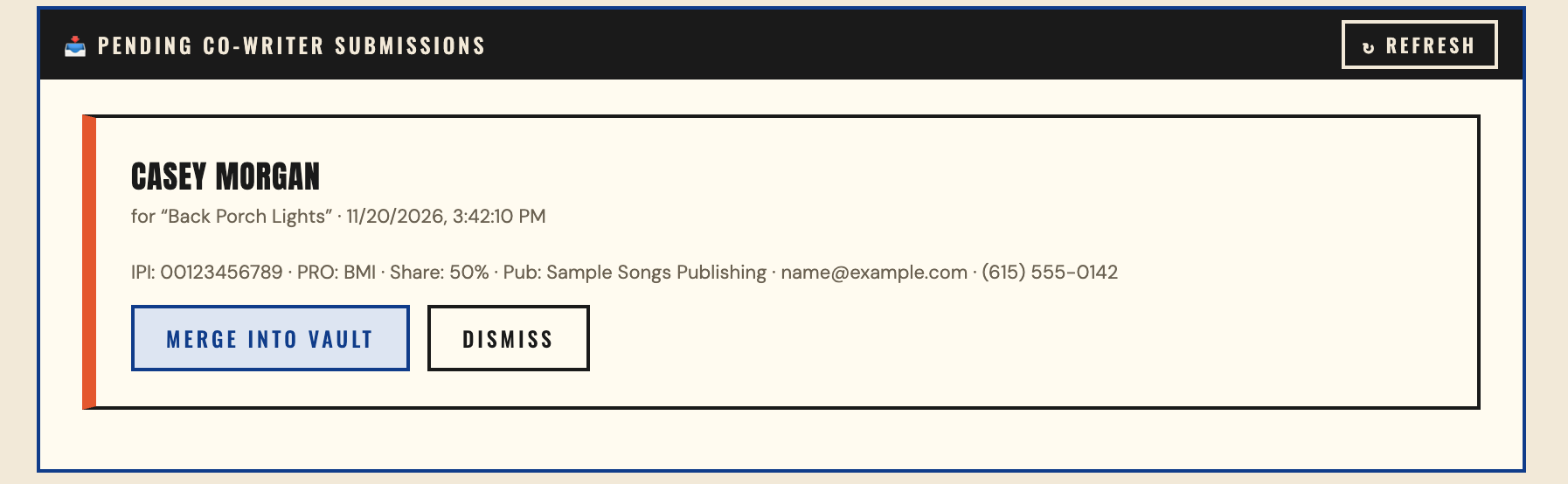 PENDING CO-WRITER SUBMISSIONS
↻ REFRESH
CASEY MORGAN
for “Back Porch Lights” · 11/20/2026, 3:42:10 PM
IPI: 00123456789 · PRO: BMI · Share: 50% · Pub: Sample Songs Publishing · name@example.com · (615) 555-0142
MERGE INTO VAULT
DISMISS